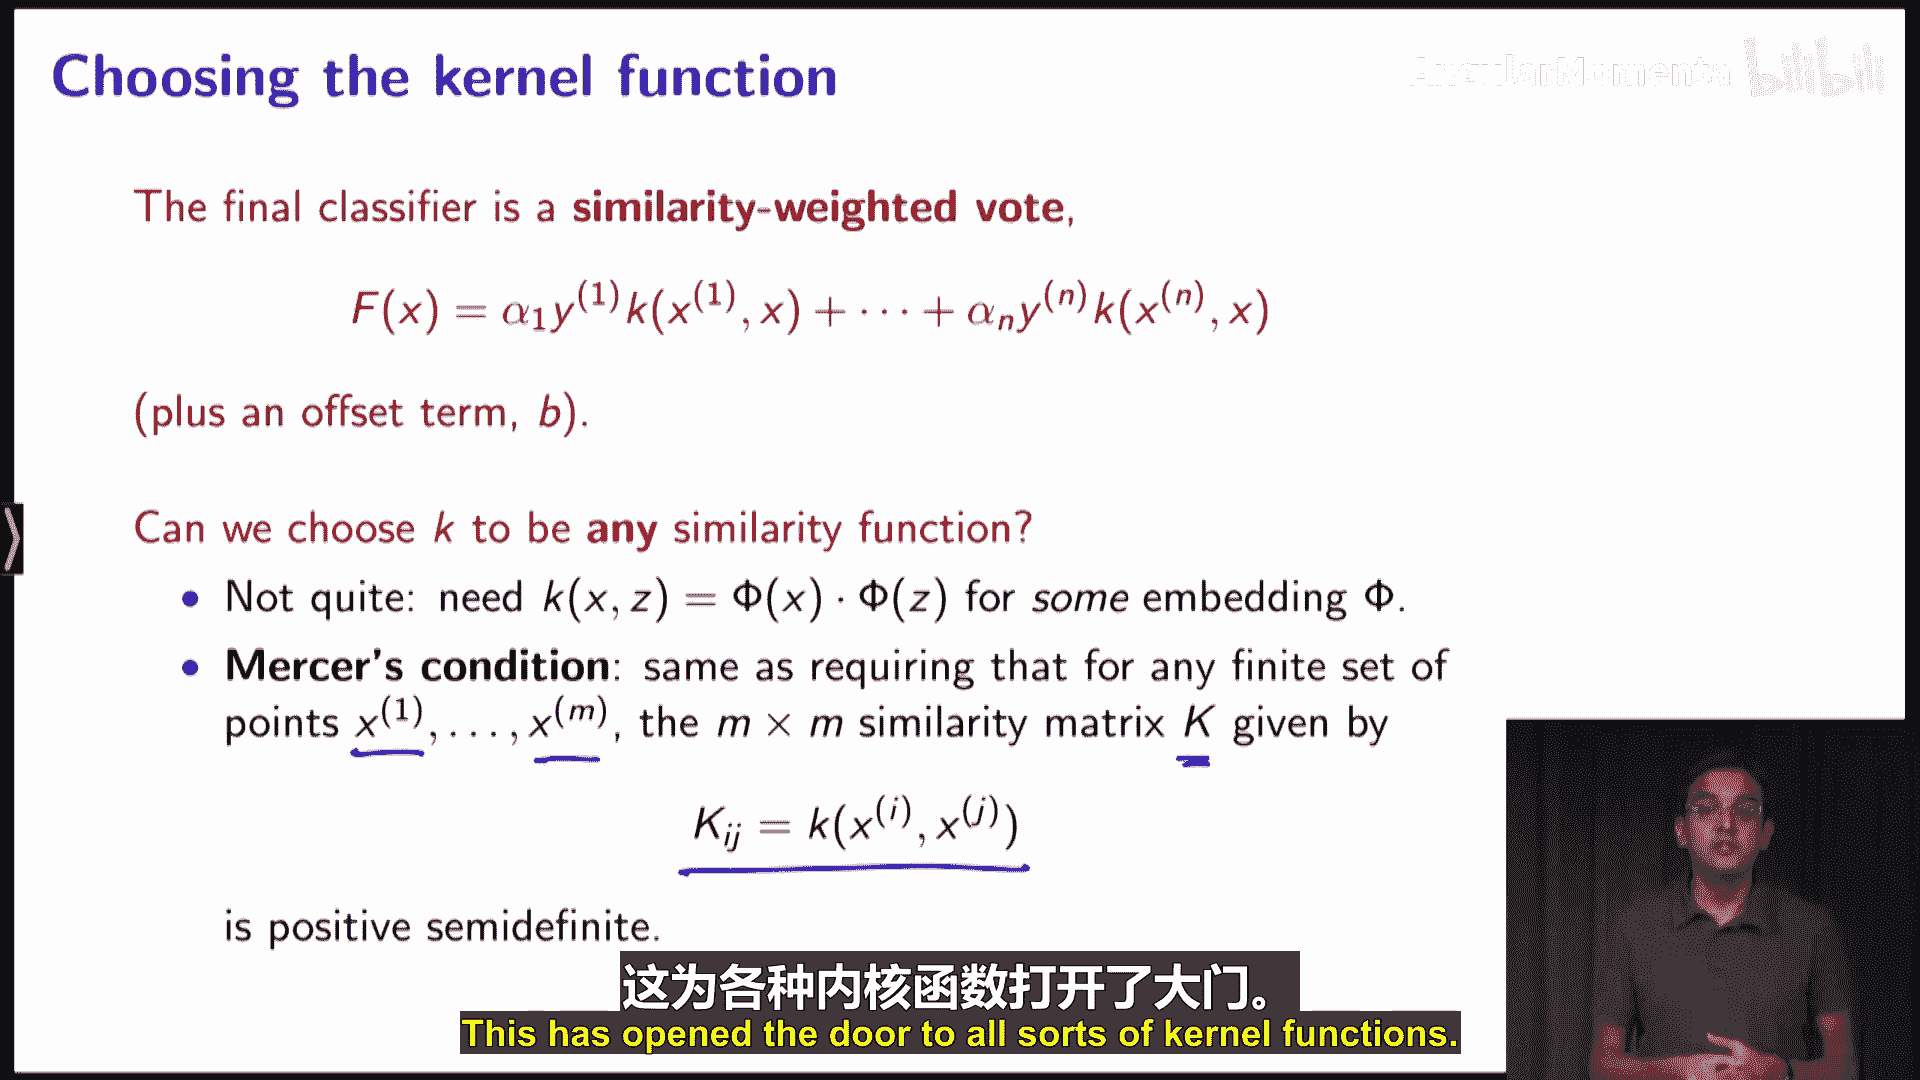 Choosing the kernel function
bilibili
The final classifier is a similarity-weighted vote,
F(x) = α₁y⁽¹⁾k(x⁽¹⁾, x) + ⋯ + αₙy⁽ⁿ⁾k(x⁽ⁿ⁾, x)
(plus an offset term, b).
Can we choose k to be any similarity function?
• Not quite: need k(x, z) = Φ(x) · Φ(z) for some embedding Φ.
• Mercer's condition: same as requiring that for any finite set of
points x⁽¹⁾, . . . , x⁽ᵐ⁾, the m × m similarity matrix K given by
Kᵢⱼ = k(x⁽ⁱ⁾, x⁽ʲ⁾)
is positive semidefinite.
这为各种内核函数打开了大门。
This has opened the door to all sorts of kernel functions.